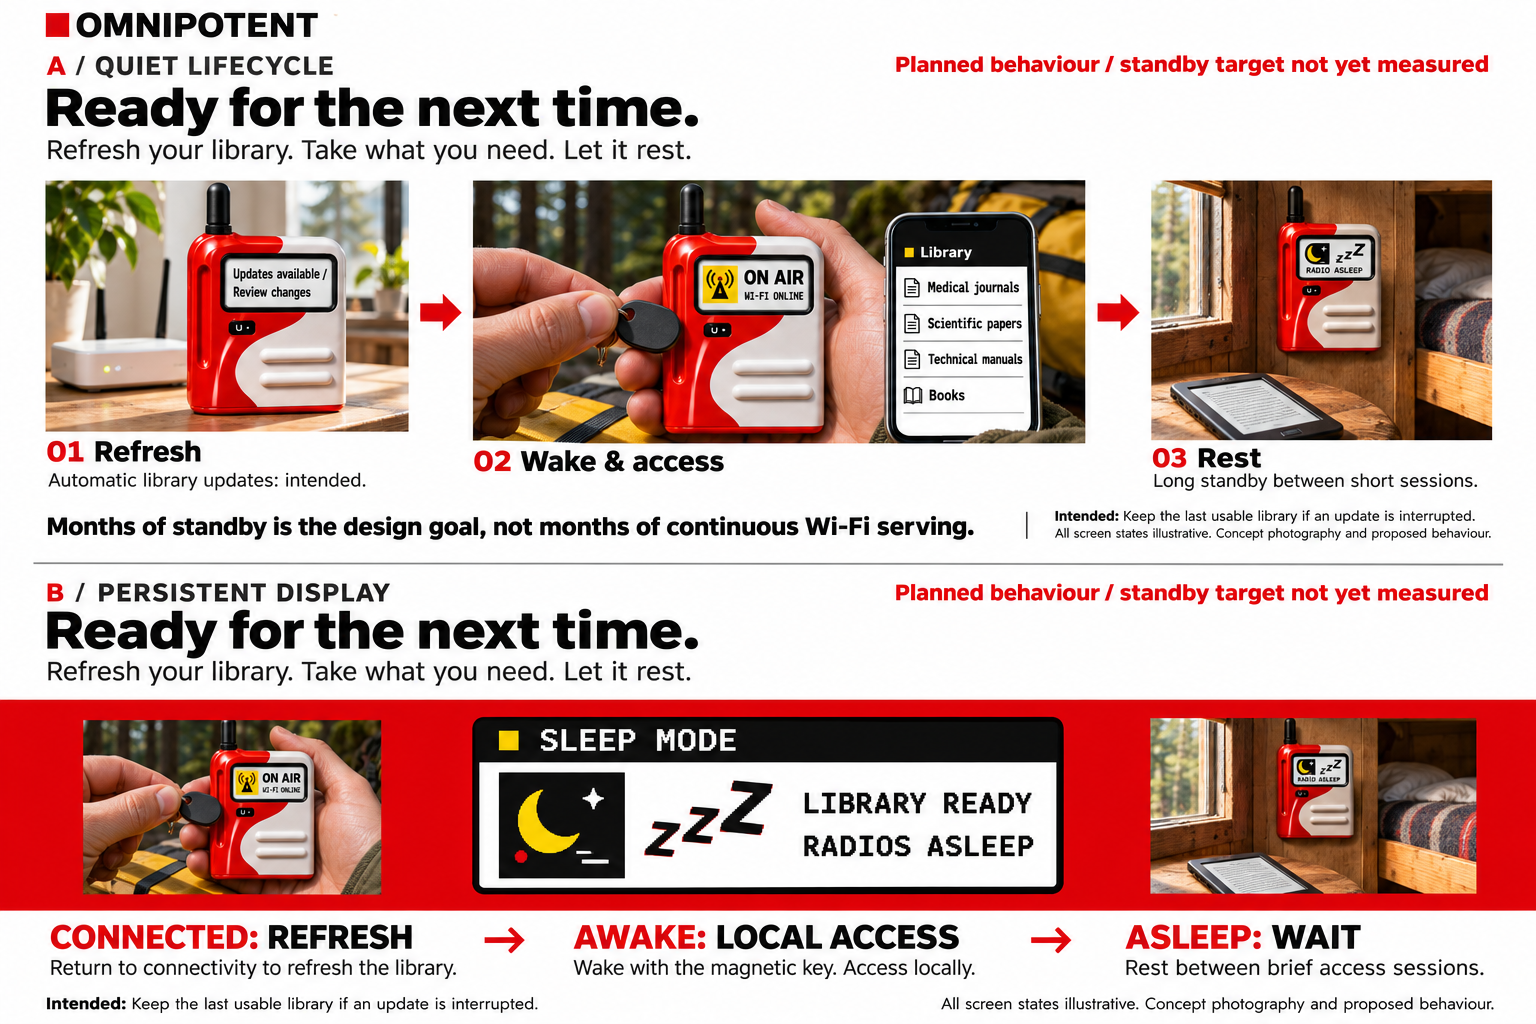 OMNIPOTENT
A / QUIET LIFECYCLE
Planned behaviour / standby target not yet measured
Ready for the next time.
Refresh your library. Take what you need. Let it rest.
Updates available /
Review changes
U
ON AIR
WI-FI ONLINE
U
Library
Medical journals
Scientific papers
Technical manuals
Books
zzZ
RADIO ASLEEP
01 Refresh
Automatic library updates: intended.
02 Wake & access
03 Rest
Long standby between short sessions.
Months of standby is the design goal, not months of continuous Wi-Fi serving.
Intended: Keep the last usable library if an update is interrupted.
All screen states illustrative. Concept photography and proposed behaviour.
B / PERSISTENT DISPLAY
Planned behaviour / standby target not yet measured
Ready for the next time.
Refresh your library. Take what you need. Let it rest.
ON AIR
WI-FI ONLINE
U
SLEEP MODE
zzZ
LIBRARY READY
RADIOS ASLEEP
zzZ
RADIO ASLEEP
CONNECTED: REFRESH
Return to connectivity to refresh the library.
AWAKE: LOCAL ACCESS
Wake with the magnetic key. Access locally.
ASLEEP: WAIT
Rest between brief access sessions.
Intended: Keep the last usable library if an update is interrupted.
All screen states illustrative. Concept photography and proposed behaviour.